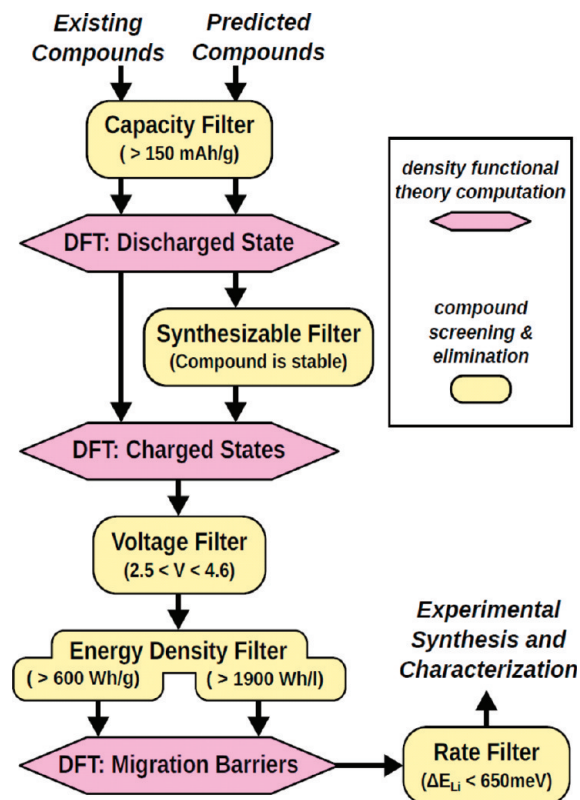 Existing
Compounds
Predicted
Compounds
Capacity Filter
( > 150 mAh/g)
DFT: Discharged State
Synthesizable Filter
(Compound is stable)
DFT: Charged States
Voltage Filter
(2.5 < V < 4.6)
Energy Density Filter
( > 600 Wh/g)
( > 1900 Wh/l)
DFT: Migration Barriers
Rate Filter
(ΔE_Li < 650meV)
Experimental
Synthesis and
Characterization
density functional
theory computation
compound
screening &
elimination